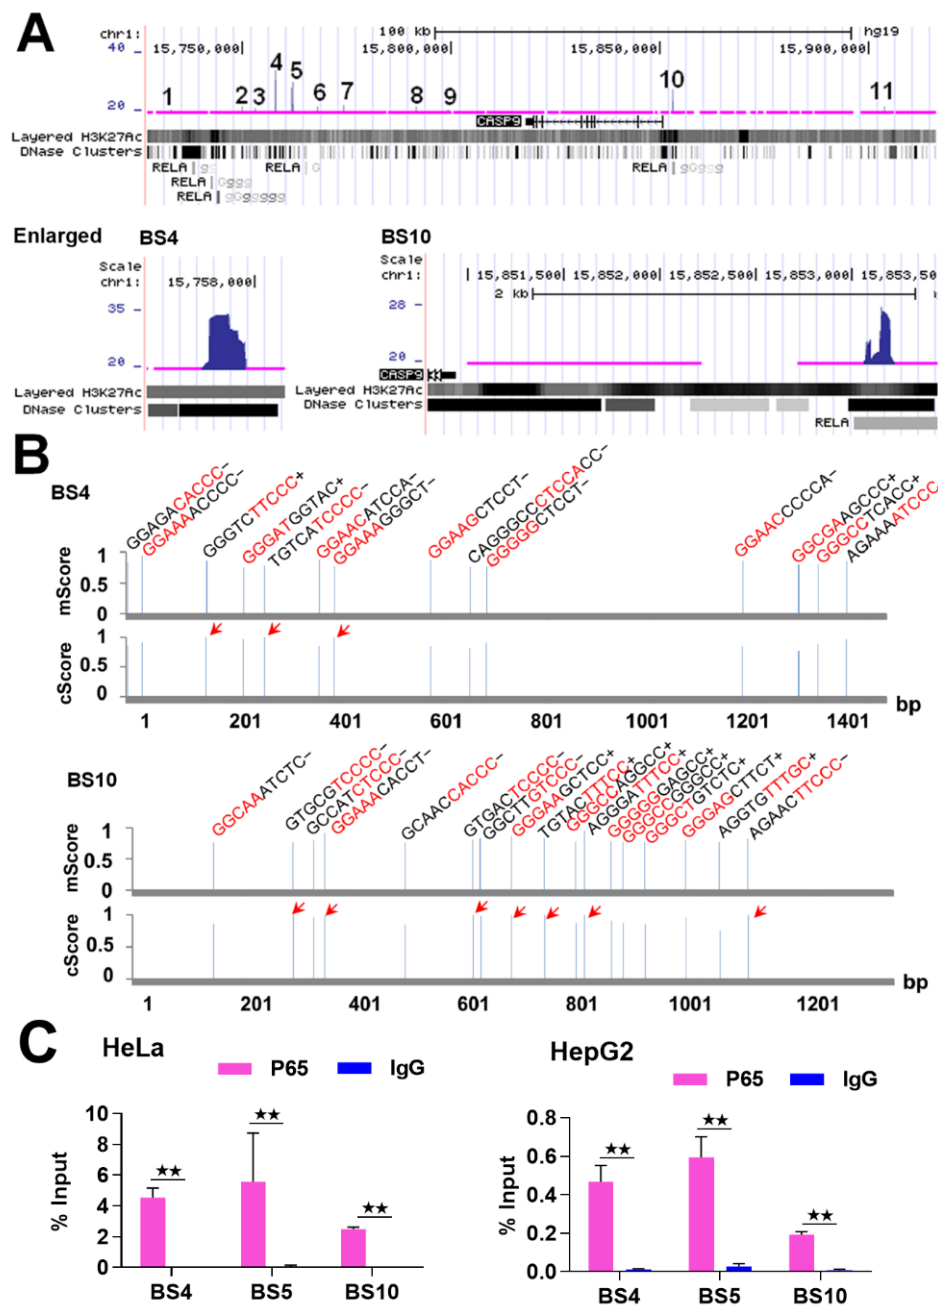 A
chr1:
100 kb
hg19
40
15,750,000
15,800,000
15,850,000
15,900,000
1 2 3 4 5 6 7 8 9 10 11
20
CASP9
Layered H3K27Ac
DNase Clusters
RELA RELA G RELA gGggg
RELA Gggg
RELA gGgggggg
Enlarged BS4 BS10
Scale
chr1:
15,758,000
35
20
Layered H3K27Ac
DNase Clusters
Scale
chr1:
15,851,500 15,852,000 15,852,500 15,853,000 15,853,50
2 kb
28
20
CASP9
Layered H3K27Ac
DNase Clusters
RELA
B
BS4
GGAGACACCC−
GGAAAACCCC−
GGGTCTTCCC+
GGGATGGTAC+
TGTCATCCCC−
GGAACATCCA−
GGAAAGGGCT−
GGAAGCTCCT−
CAGGGCCCTCCACC−
GGGGGCTCCT−
GGAACCCCCA−
GGCGAAGCCC+
GGGCCTCACC+
AGAAAATCCC
mScore
1
0.5
0
cScore
1
0.5
0
1 201 401 601 801 1001 1201 1401
bp
BS10
GGCAAATCTC−
GTGCGTCCCC−
GCCATCTCCC−
GGAAACACCT−
GCAACCACCC−
GTGACTCCCC−
GGCTTGTCCC−
GGGAAGCTCC+
TGTACTTTCC+
GGGCCAGGCC+
AGGGATTTCC+
GGGGGGAGCC+
GGGCGCGGGCC+
GGGGCTGTCTC+
GGGAGCTTCT+
AGGTGTTTGC+
AGAACTTCCC−
mScore
1
0.5
0
cScore
1
0.5
0
1 201 401 601 801 1001 1201
bp
C
HeLa
P65 IgG
10
8
6
4
2
0
% Input
★★ ★★ ★★
BS4 BS5 BS10
HepG2
P65 IgG
0.8
0.6
0.4
0.2
0.0
% Input
★★ ★★ ★★
BS4 BS5 BS10